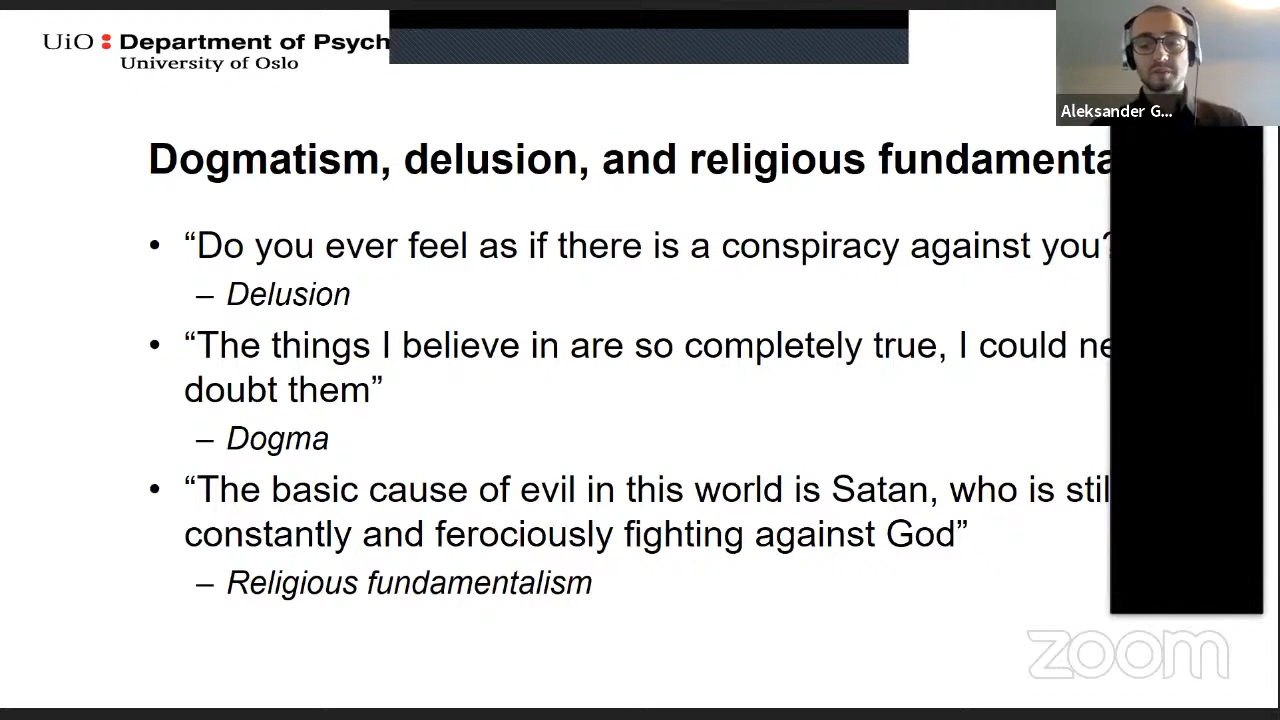 UiO : Department of Psych
University of Oslo
Aleksander G...
Dogmatism, delusion, and religious fundamenta
• “Do you ever feel as if there is a conspiracy against you?
– Delusion
• “The things I believe in are so completely true, I could ne
doubt them”
– Dogma
• “The basic cause of evil in this world is Satan, who is stil
constantly and ferociously fighting against God”
– Religious fundamentalism
zoom